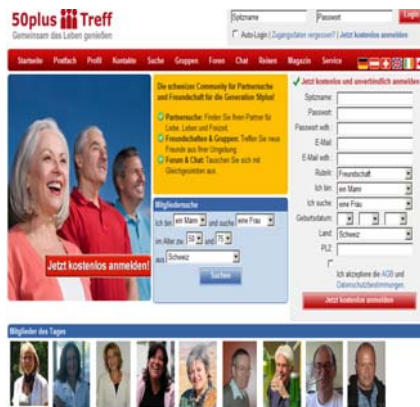 50plus Treff
Gemeinsam das Leben genießen
Spitzname
Passwort
Login
Auto-Login | Zugangsdaten vergessen? | Jetzt kostenlos anmelden
Startseite Postfach Profil Kontakte Suche Gruppen Foren Chat Reisen Magazin Service
Jetzt kostenlos anmelden!
Die schweizer Community für Partnersuche
und Freundschaft für die Generation 50plus!
Partnersuche: Finden Sie Ihren Partner für
Liebe, Leben und Freizeit.
Freundschaften & Gruppen: Treffen Sie neue
Freunde aus Ihrer Umgebung.
Forum & Chat: Tauschen Sie sich mit
Gleichgesinnten aus.
Mitgliedersuche
Ich bin ein Mann und suche eine Frau
im Alter zw. 50 und 75
aus Schweiz
Suchen
Jetzt kostenlos und unverbindlich anmelden
Spitzname:
Passwort:
Passwort wdh.:
E-Mail:
E-Mail wdh.:
Rubrik: Freundschaft
Ich bin: ein Mann
Ich suche: eine Frau
Geburtsdatum:
Land: Schweiz
PLZ:
Ich akzeptiere die AGB und
Datenschutzbestimmungen.
Jetzt kostenlos anmelden
Mitglieder des Tages